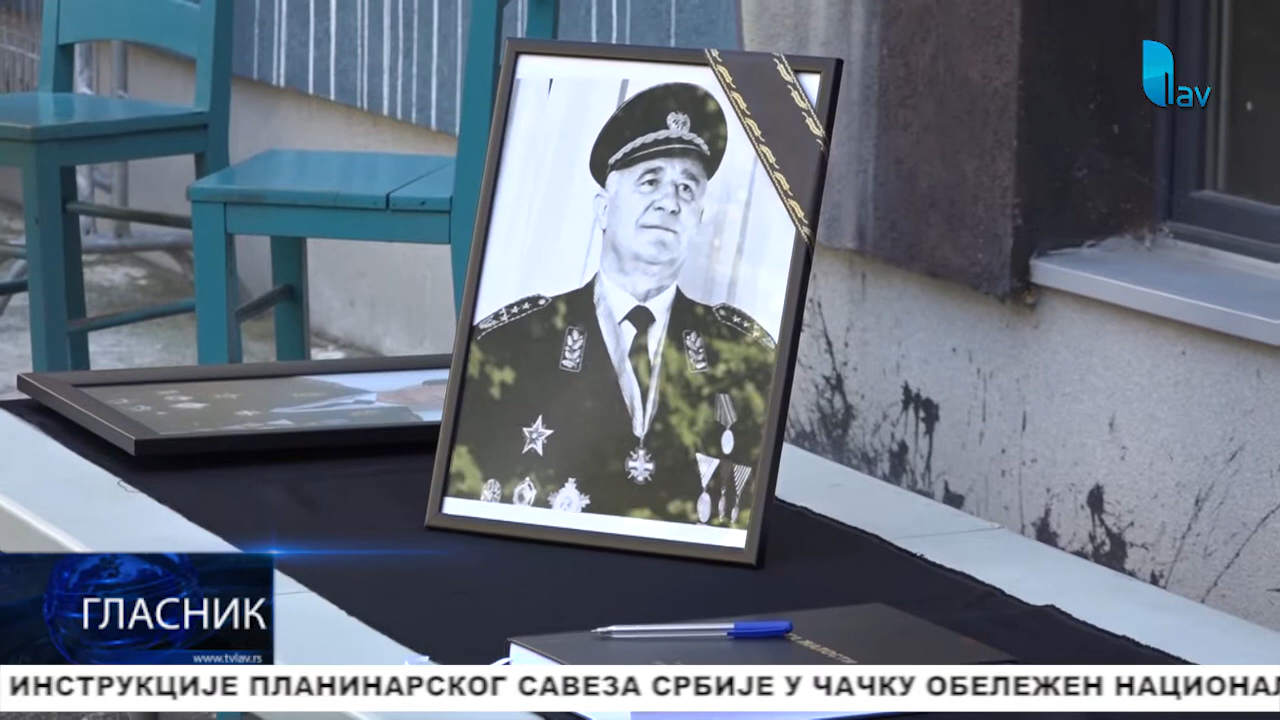 lav
ГЛАСНИК
www.tvlav.rs
ИНСТРУКЦИЈЕ ПЛАНИНАРСКОГ САВЕЗА СРБИЈЕ У ЧАЧКУ ОБЕЛЕЖЕН НАЦИОНАЛ